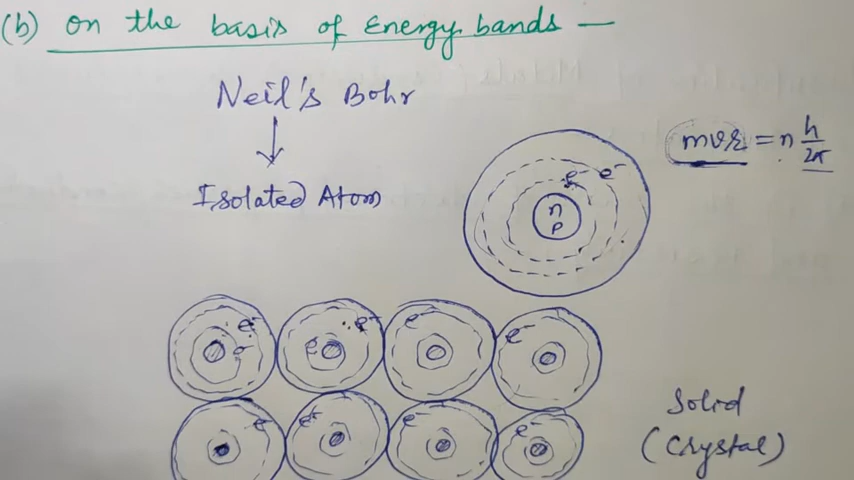 (b) on the basis of Energy bands —
Neil's Bohr
mvr = n h/2π
Isolated Atom
e⁻ e⁻
n
p
e⁻ e⁻ e⁻ e⁻
e⁻ e
Solid
e⁻ e⁻ e⁻ e⁻
(Crystal)